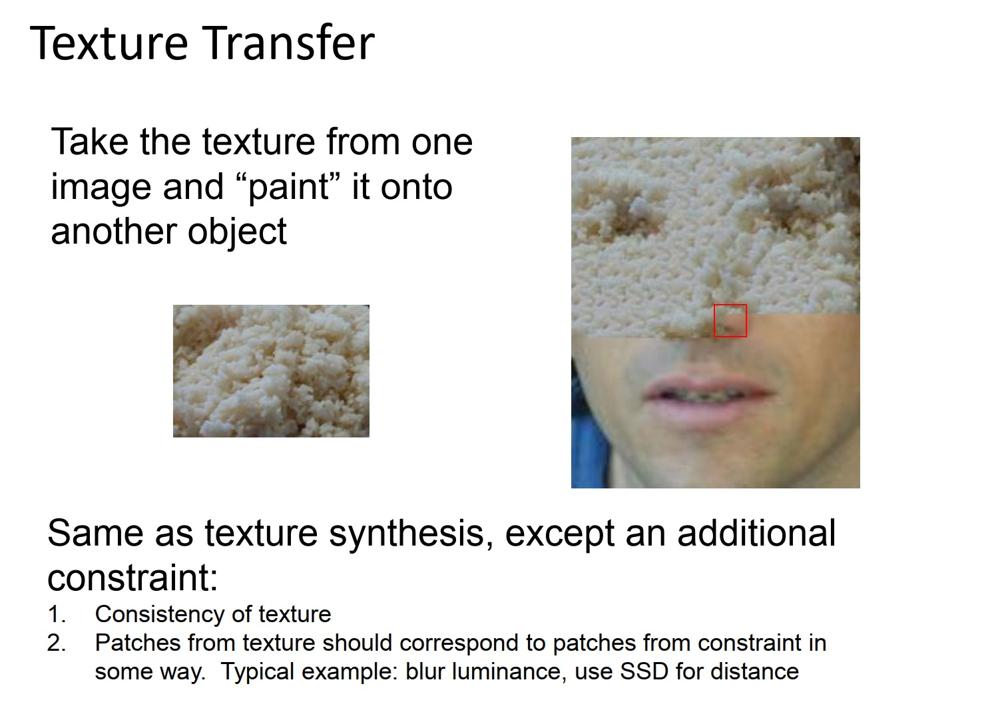 Texture Transfer
Take the texture from one
image and “paint” it onto
another object
Same as texture synthesis, except an additional
constraint:
1. Consistency of texture
2. Patches from texture should correspond to patches from constraint in
some way.  Typical example: blur luminance, use SSD for distance